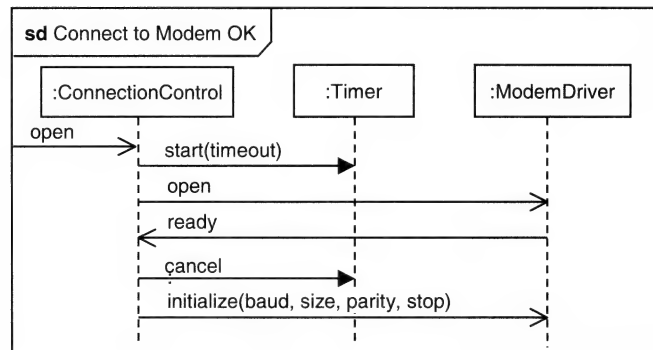 sd Connect to Modem OK
:ConnectionControl :Timer :ModemDriver
open
start(timeout)
open
ready
cancel
initialize(baud, size, parity, stop)